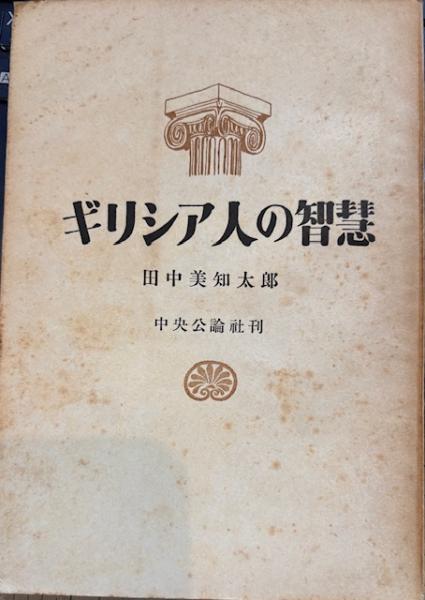 ギリシア人の智慧
田中美知太郎
中央公論社刊